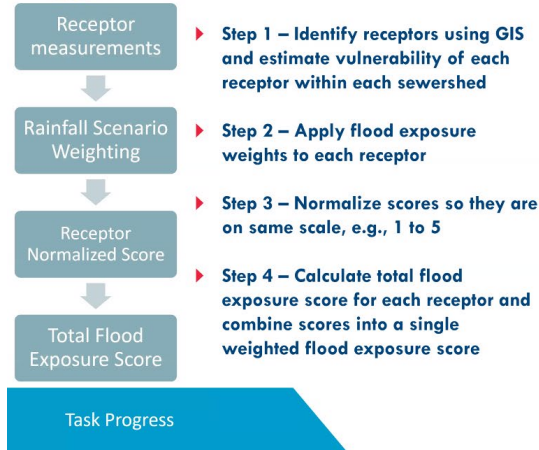 Receptor
measurements
Step 1 – Identify receptors using GIS
and estimate vulnerability of each
receptor within each sewershed
Rainfall Scenario
Weighting
Step 2 – Apply flood exposure
weights to each receptor
Receptor
Normalized Score
Step 3 – Normalize scores so they are
on same scale, e.g., 1 to 5
Total Flood
Exposure Score
Step 4 – Calculate total flood
exposure score for each receptor and
combine scores into a single
weighted flood exposure score
Task Progress